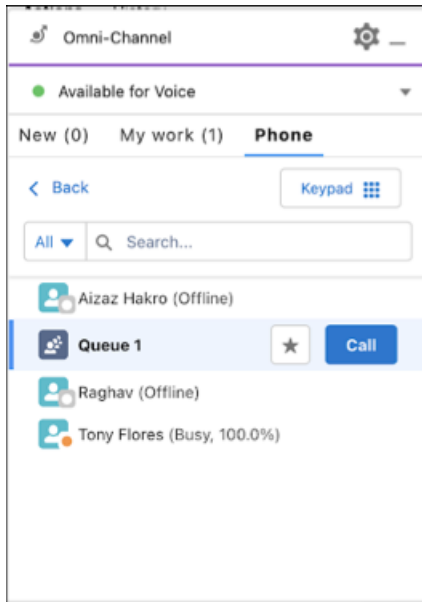 Omni-Channel
Available for Voice
New (0) My work (1) Phone
Back Keypad
All Search...
Aizaz Hakro (Offline)
Queue 1 Call
Raghav (Offline)
Tony Flores (Busy, 100.0%)